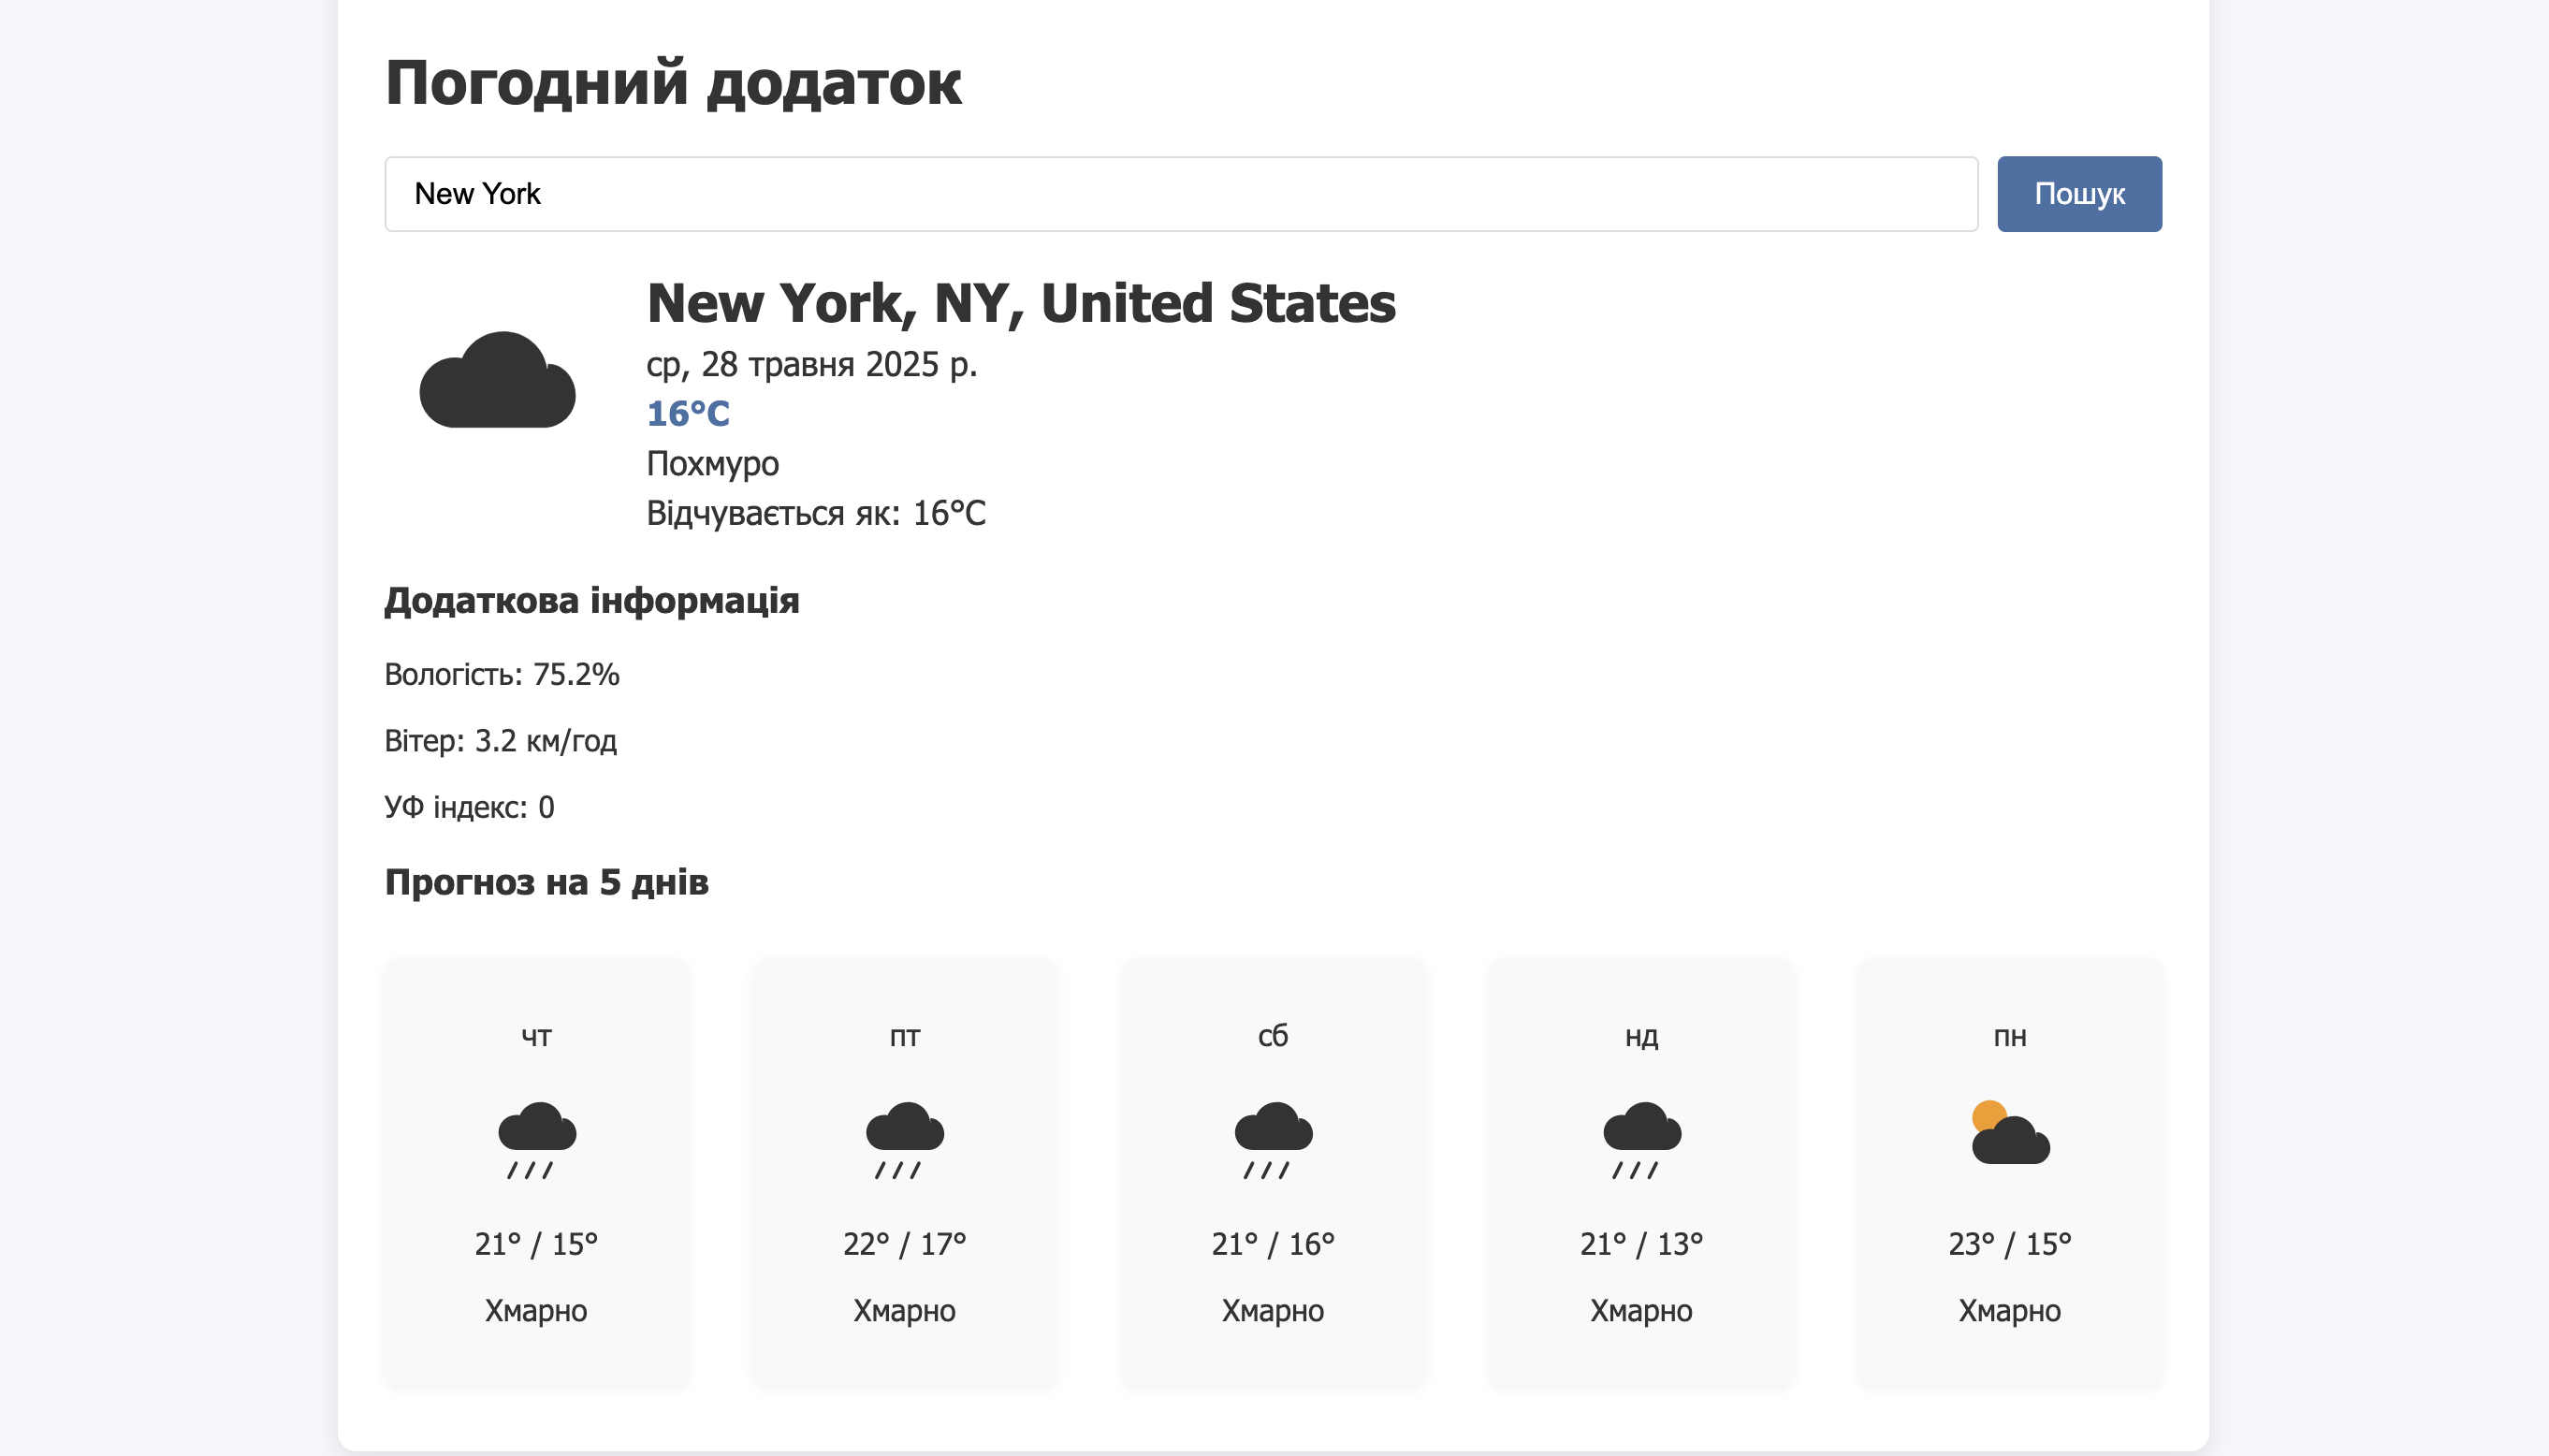 Погодний додаток
New York
Пошук
New York, NY, United States
ср, 28 травня 2025 р.
16°C
Похмуро
Відчувається як: 16°C
Додаткова інформація
Вологість: 75.2%
Вітер: 3.2 км/год
УФ індекс: 0
Прогноз на 5 днів
чт
21° / 15°
Хмарно
пт
22° / 17°
Хмарно
сб
21° / 16°
Хмарно
нд
21° / 13°
Хмарно
пн
23° / 15°
Хмарно